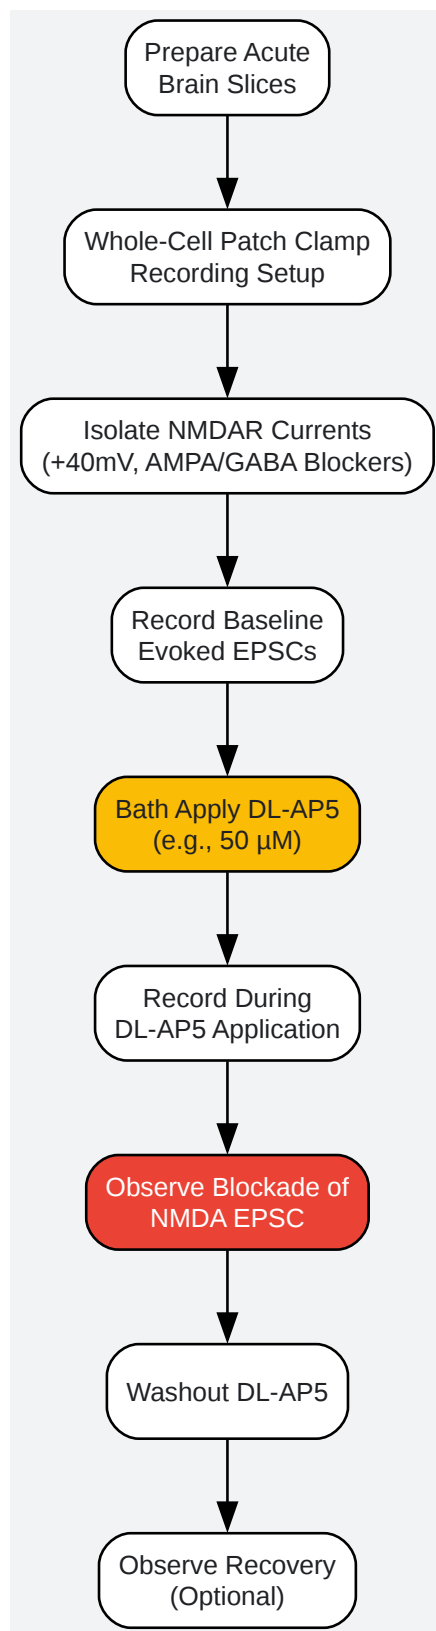 Prepare Acute
Brain Slices
Whole-Cell Patch Clamp
Recording Setup
Isolate NMDAR Currents
(+40mV, AMPA/GABA Blockers)
Record Baseline
Evoked EPSCs
Bath Apply DL-AP5
(e.g., 50 µM)
Record During
DL-AP5 Application
Observe Blockade of
NMDA EPSC
Washout DL-AP5
Observe Recovery
(Optional)